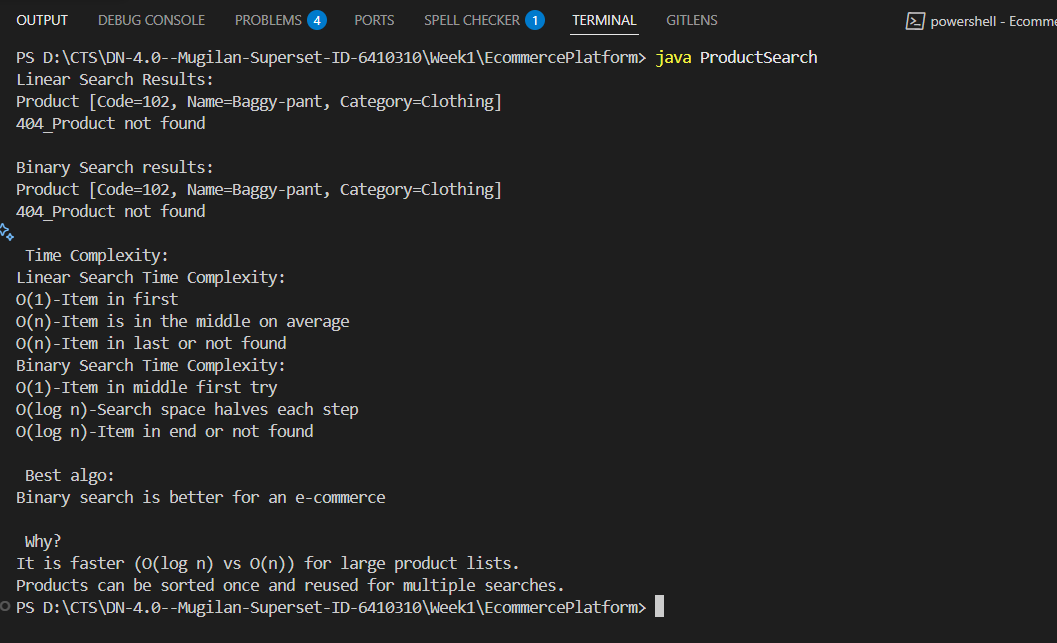 OUTPUT DEBUG CONSOLE PROBLEMS 4 PORTS SPELL CHECKER 1 TERMINAL GITLENS powershell - Ecomme
PS D:\CTS\DN-4.0--Mugilan-Superset-ID-6410310\Week1\EcommercePlatform> java ProductSearch
Linear Search Results:
Product [Code=102, Name=Baggy-pant, Category=Clothing]
404_Product not found
Binary Search results:
Product [Code=102, Name=Baggy-pant, Category=Clothing]
404_Product not found
Time Complexity:
Linear Search Time Complexity:
O(1)-Item in first
O(n)-Item is in the middle on average
O(n)-Item in last or not found
Binary Search Time Complexity:
O(1)-Item in middle first try
O(log n)-Search space halves each step
O(log n)-Item in end or not found
Best algo:
Binary search is better for an e-commerce
Why?
It is faster (O(log n) vs O(n)) for large product lists.
Products can be sorted once and reused for multiple searches.
PS D:\CTS\DN-4.0--Mugilan-Superset-ID-6410310\Week1\EcommercePlatform>